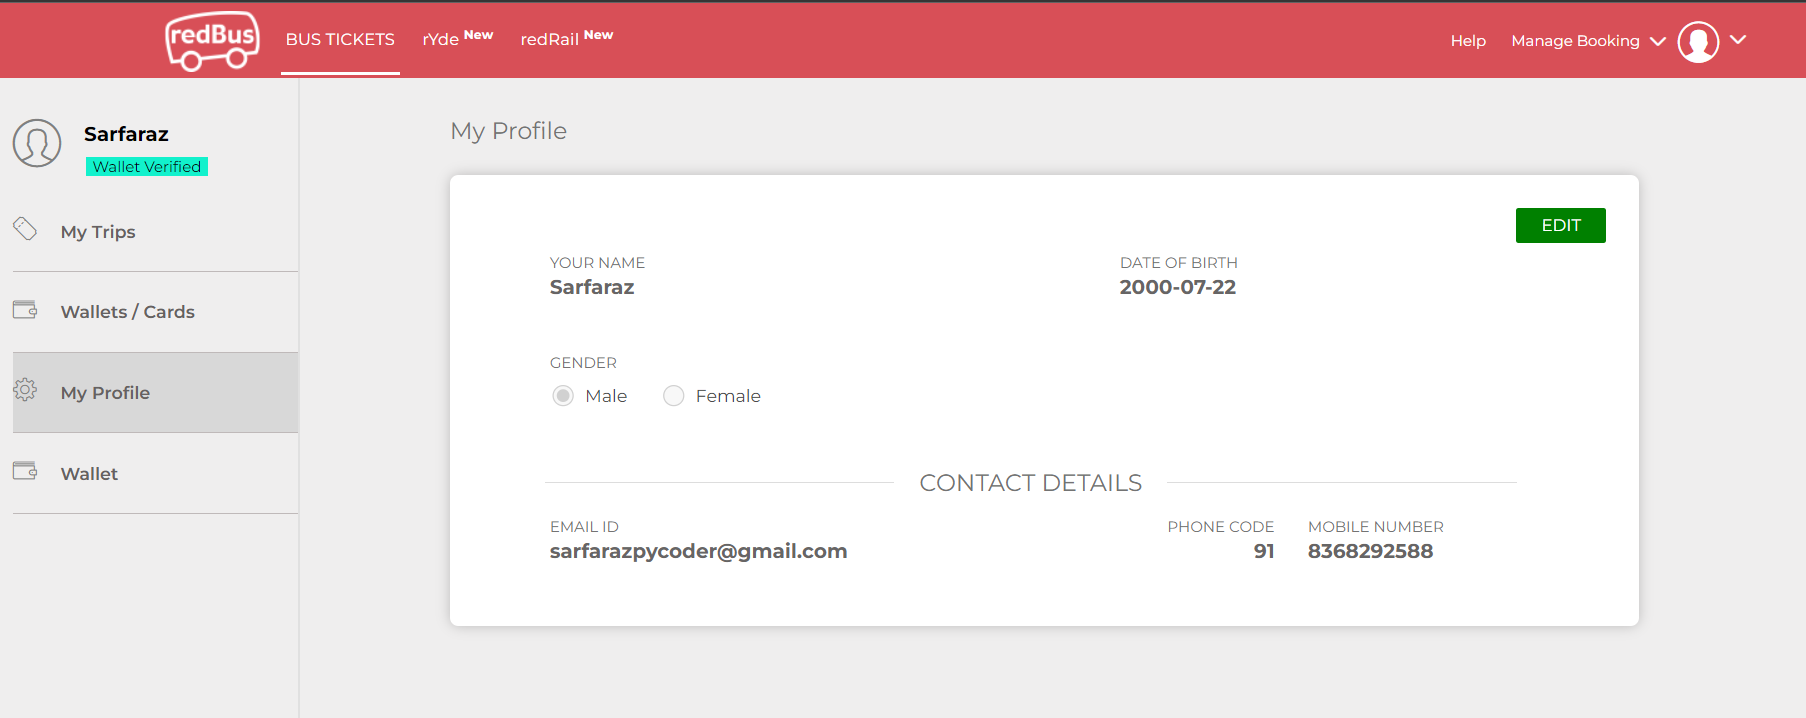 redBus BUS TICKETS rYde New redRail New Help Manage Booking
Sarfaraz
Wallet Verified
My Trips
Wallets / Cards
My Profile
Wallet
My Profile
EDIT
YOUR NAME DATE OF BIRTH
Sarfaraz 2000-07-22
GENDER
Male Female
CONTACT DETAILS
EMAIL ID PHONE CODE MOBILE NUMBER
sarfarazpycoder@gmail.com 91 8368292588